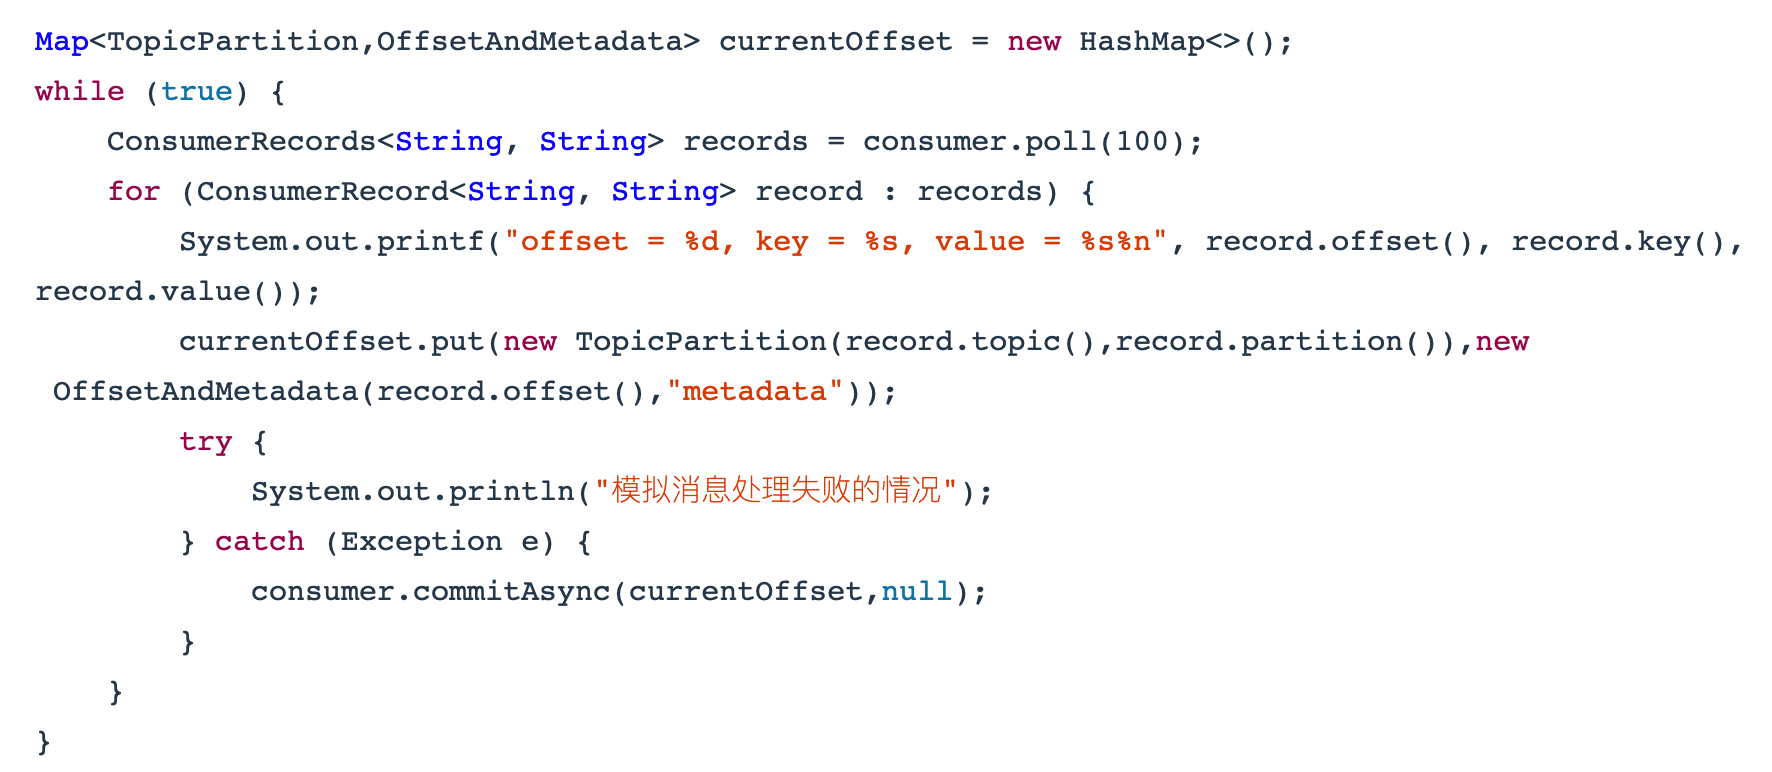 Map<TopicPartition,OffsetAndMetadata> currentOffset = new HashMap<>();
while (true) {
    ConsumerRecords<String, String> records = consumer.poll(100);
    for (ConsumerRecord<String, String> record : records) {
        System.out.printf("offset = %d, key = %s, value = %s%n", record.offset(), record.key(),
record.value());
        currentOffset.put(new TopicPartition(record.topic(),record.partition()),new
 OffsetAndMetadata(record.offset(),"metadata"));
        try {
            System.out.println("模拟消息处理失败的情况");
        } catch (Exception e) {
            consumer.commitAsync(currentOffset,null);
        }
    }
}